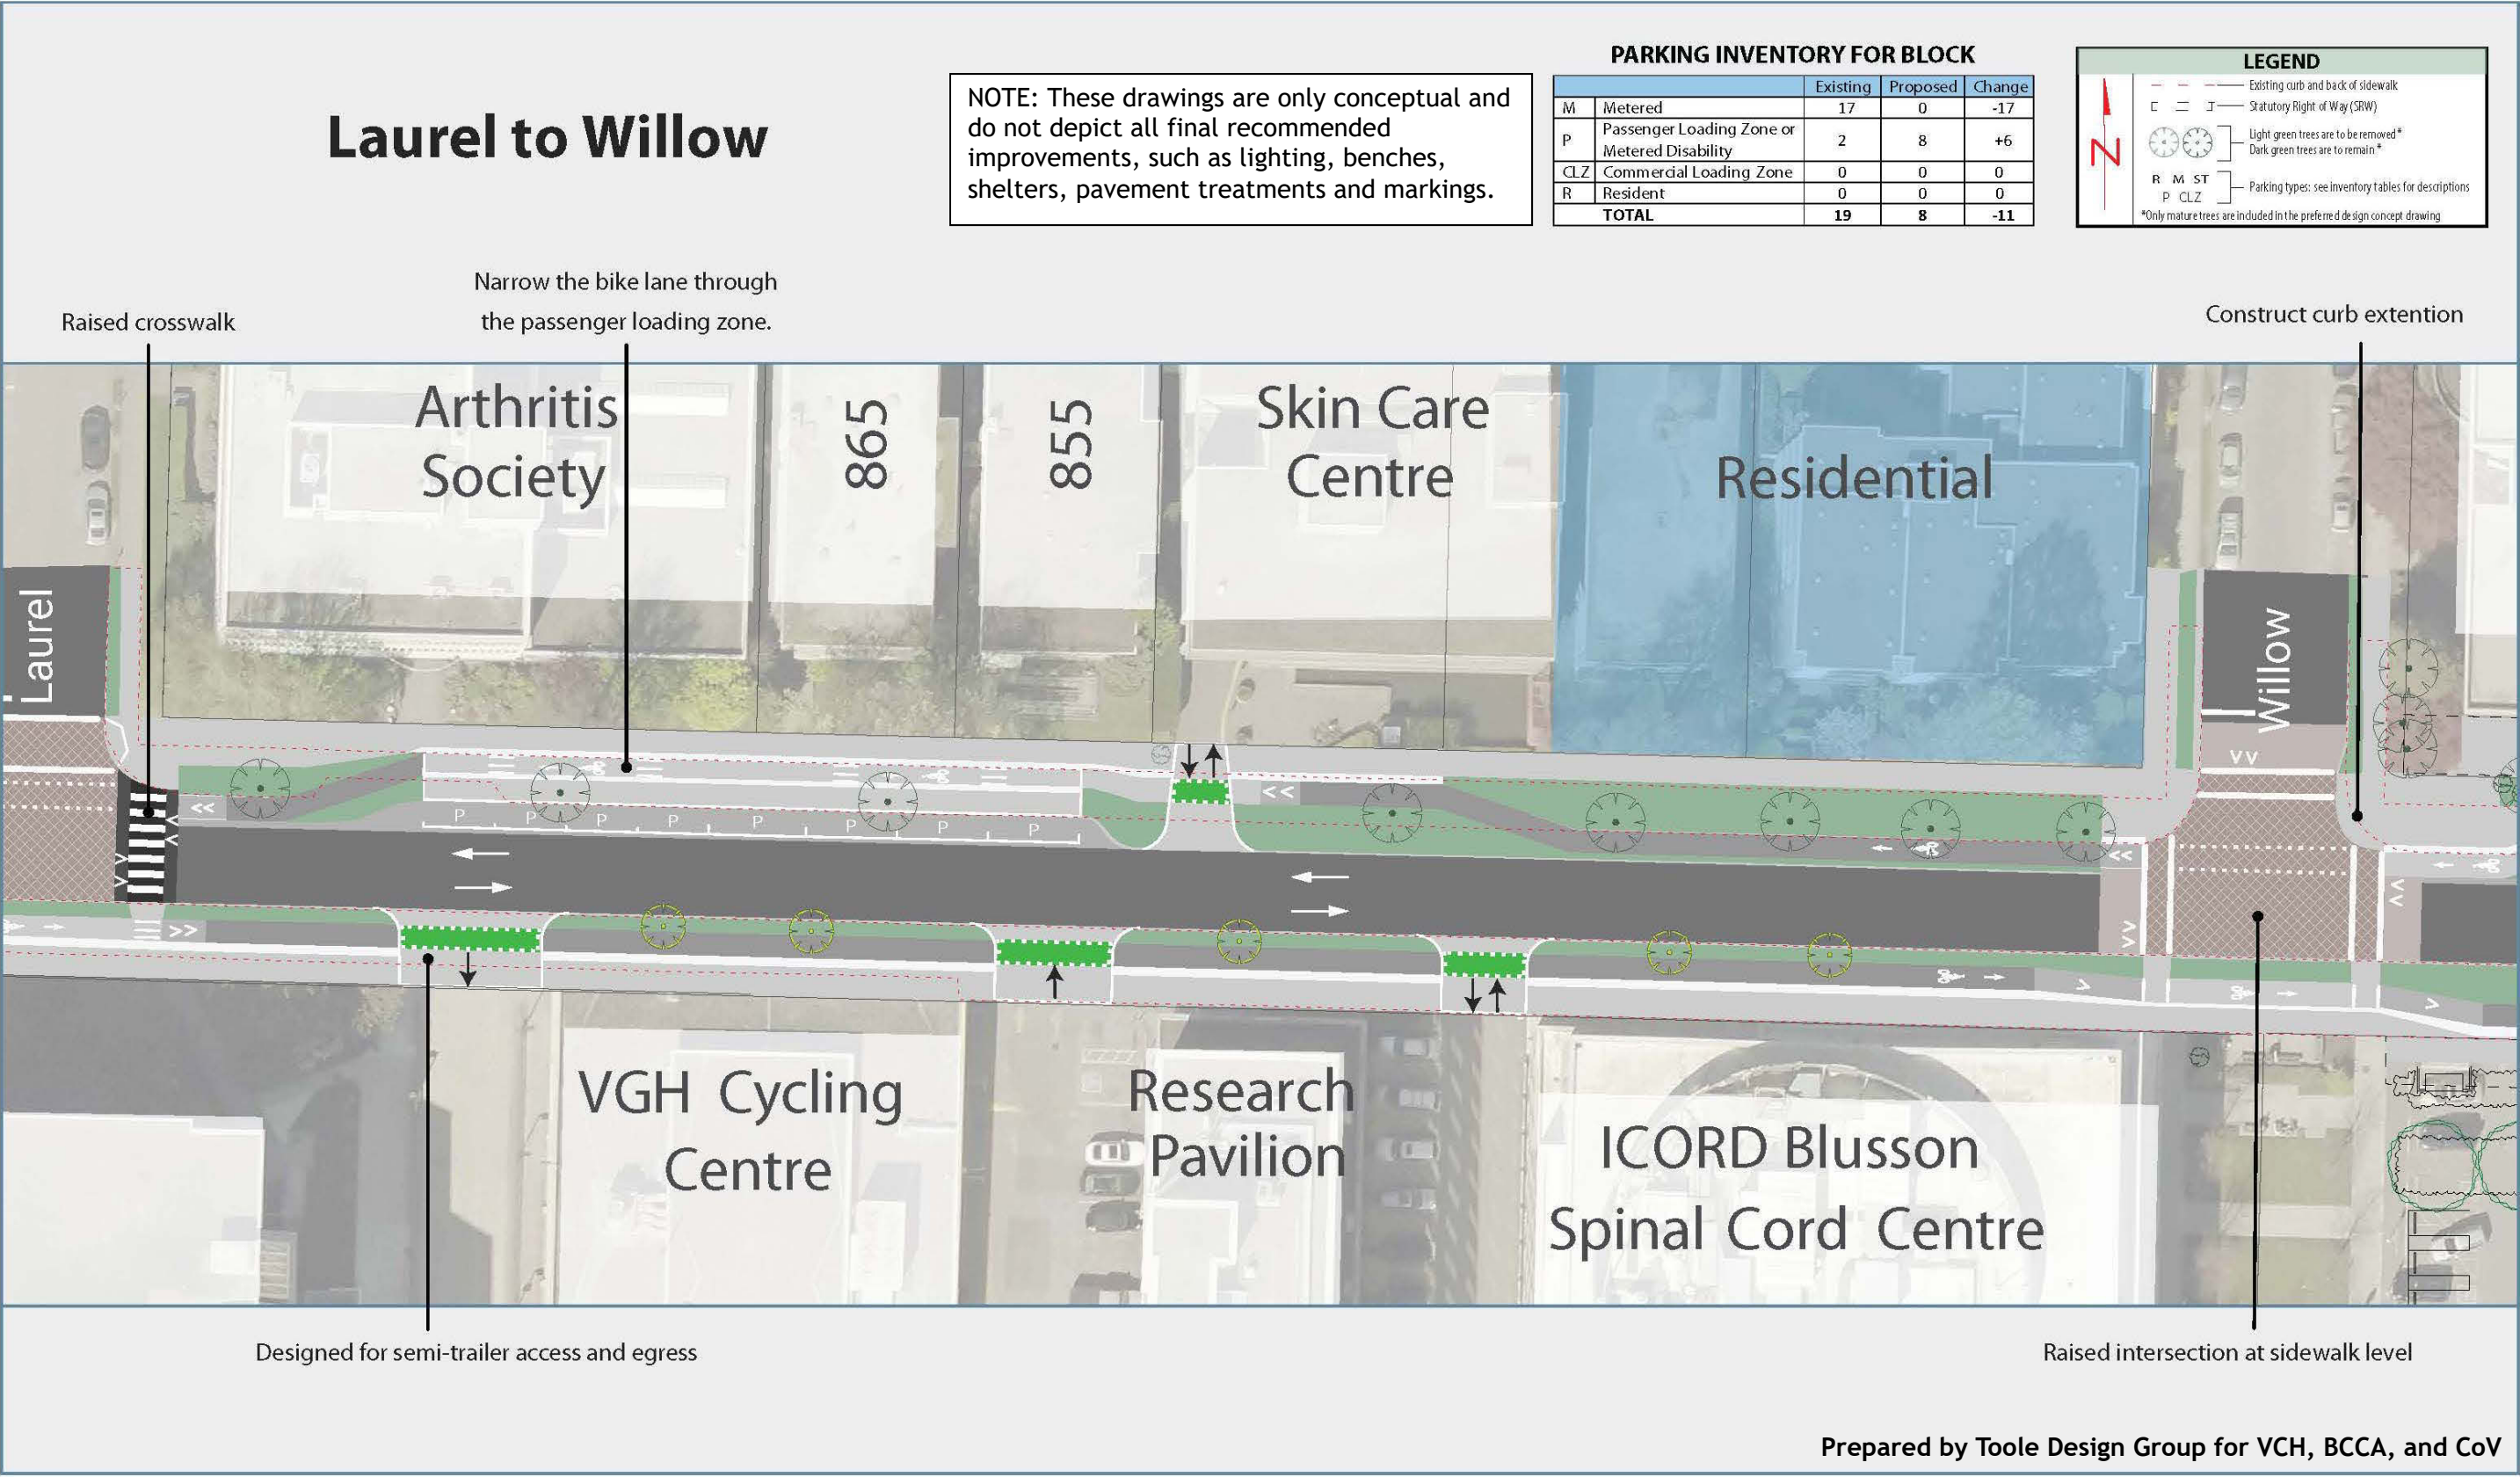 Laurel to Willow
NOTE: These drawings are only conceptual and
do not depict all final recommended
improvements, such as lighting, benches,
shelters, pavement treatments and markings.
PARKING INVENTORY FOR BLOCK
Existing Proposed Change
M Metered 17 0 -17
P Passenger Loading Zone or
Metered Disability 2 8 +6
CLZ Commercial Loading Zone 0 0 0
R Resident 0 0 0
TOTAL 19 8 -11
LEGEND
N
Existing curb and back of sidewalk
Statutory Right of Way (SRW)
Light green trees are to be removed*
Dark green trees are to remain *
R M ST
P CLZ
Parking types: see inventory tables for descriptions
*Only mature trees are included in the preferred design concept drawing
Raised crosswalk
Narrow the bike lane through
the passenger loading zone.
Construct curb extention
Arthritis
Society
865
855
Skin Care
Centre
Residential
Laurel
Willow
P P P P P P P P
VGH Cycling
Centre
Research
Pavilion
ICORD Blusson
Spinal Cord Centre
Designed for semi-trailer access and egress
Raised intersection at sidewalk level
Prepared by Toole Design Group for VCH, BCCA, and CoV